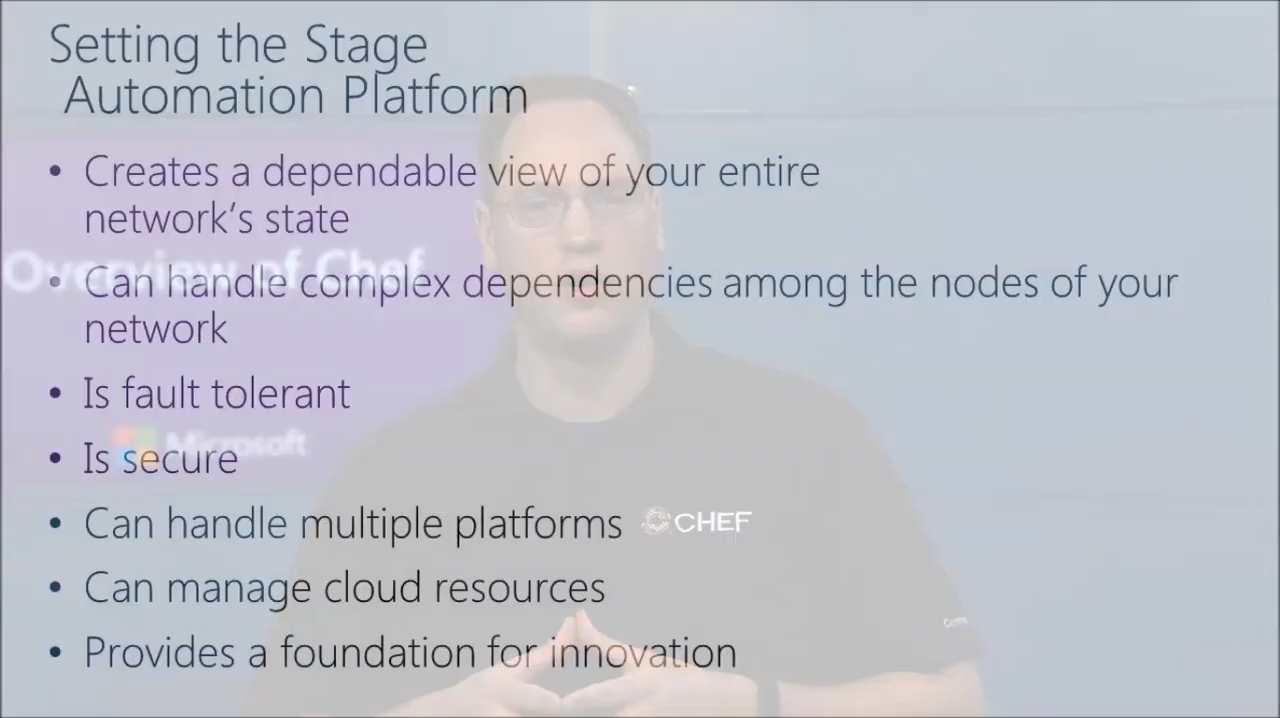 Setting the Stage
Automation Platform
• Creates a dependable view of your entire
network's state
Overview of Chef
• Can handle complex dependencies among the nodes of your
network
• Is fault tolerant
Microsoft
• Is secure
• Can handle multiple platforms
CHEF
• Can manage cloud resources
• Provides a foundation for innovation